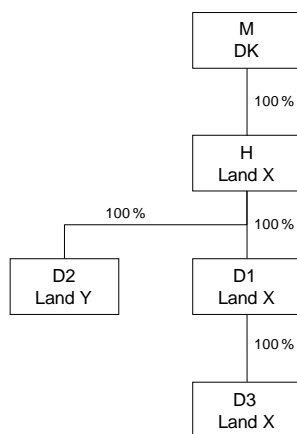 M
DK
100 %
H
Land X
100 %
100 %
D2
Land Y
D1
Land X
100 %
D3
Land X